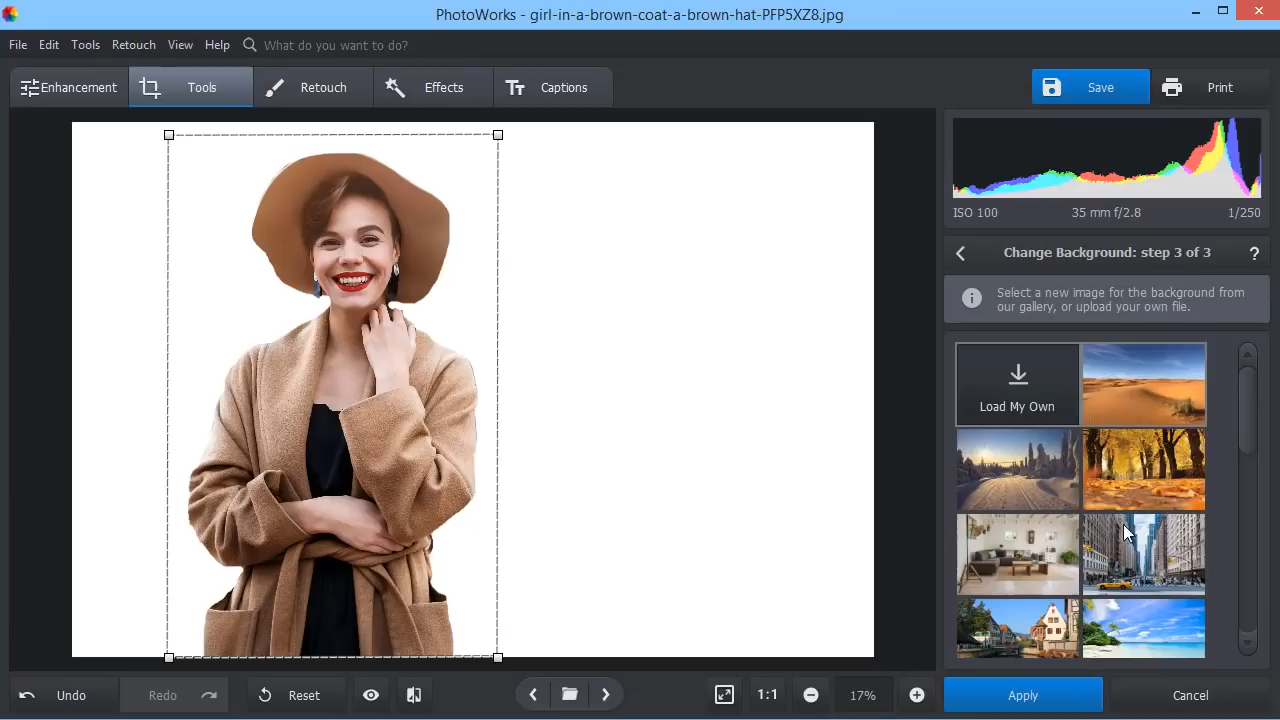 PhotoWorks - girl-in-a-brown-coat-a-brown-hat-PFP5XZ8.jpg
File Edit Tools Retouch View Help What do you want to do?
Enhancement Tools Retouch Effects Captions Save Print
ISO 100 35 mm f/2.8 1/250
Change Background: step 3 of 3 ?
Select a new image for the background from
our gallery, or upload your own file.
Load My Own
Undo Redo Reset 1:1 17% Apply Cancel